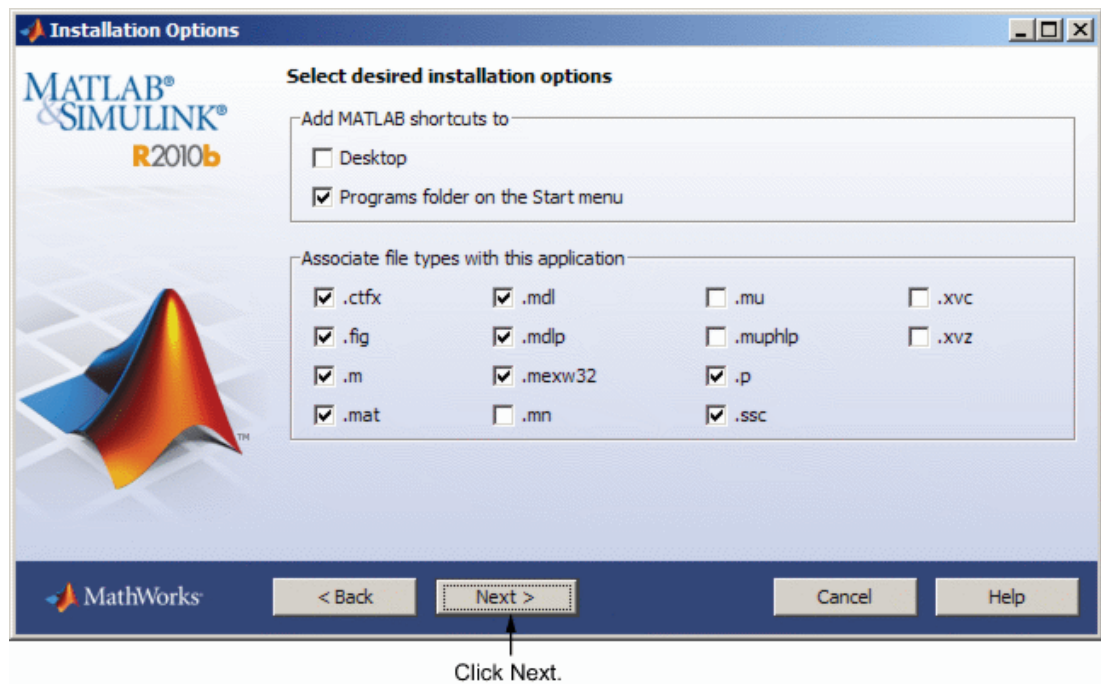 Installation Options
MATLAB®
&SIMULINK®
R2010b
Select desired installation options
Add MATLAB shortcuts to
Desktop
Programs folder on the Start menu
Associate file types with this application
.ctfx .mdl .mu .xvc
.fig .mdlp .muphlp .xvz
.m .mexw32 .p
.mat .mn .ssc
TM
MathWorks
< Back Next > Cancel Help
Click Next.